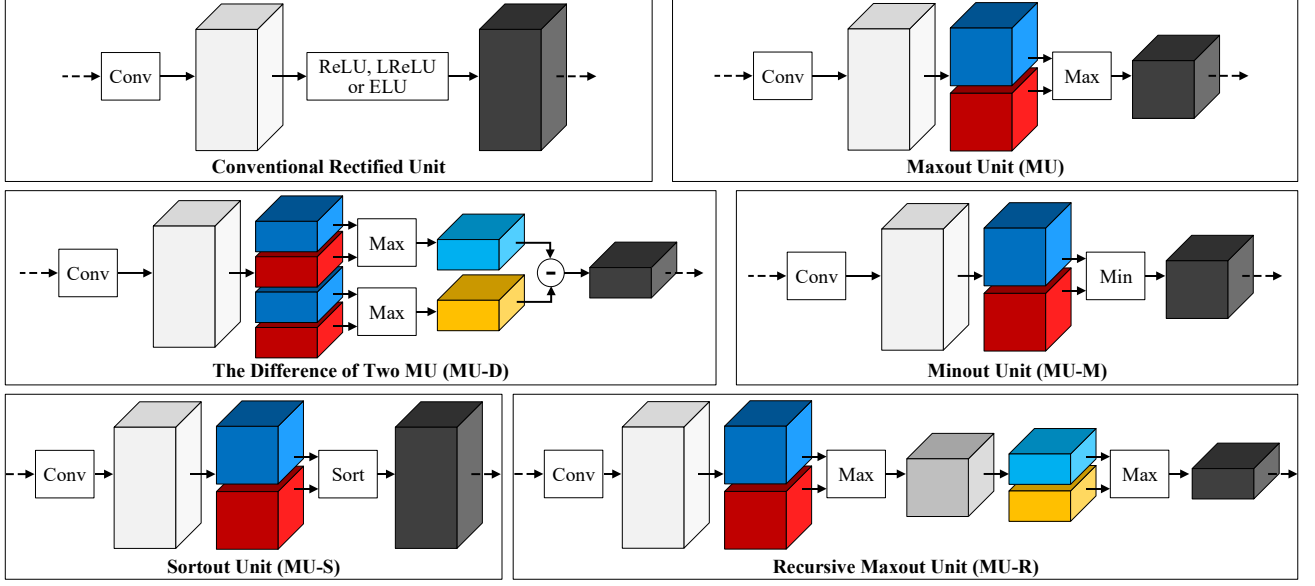 Conv
ReLU, LReLU
or ELU
Conventional Rectified Unit
Conv
Max
Maxout Unit (MU)
Conv
Max
Max
-
The Difference of Two MU (MU-D)
Conv
Min
Minout Unit (MU-M)
Conv
Sort
Sortout Unit (MU-S)
Conv
Max
Max
Recursive Maxout Unit (MU-R)